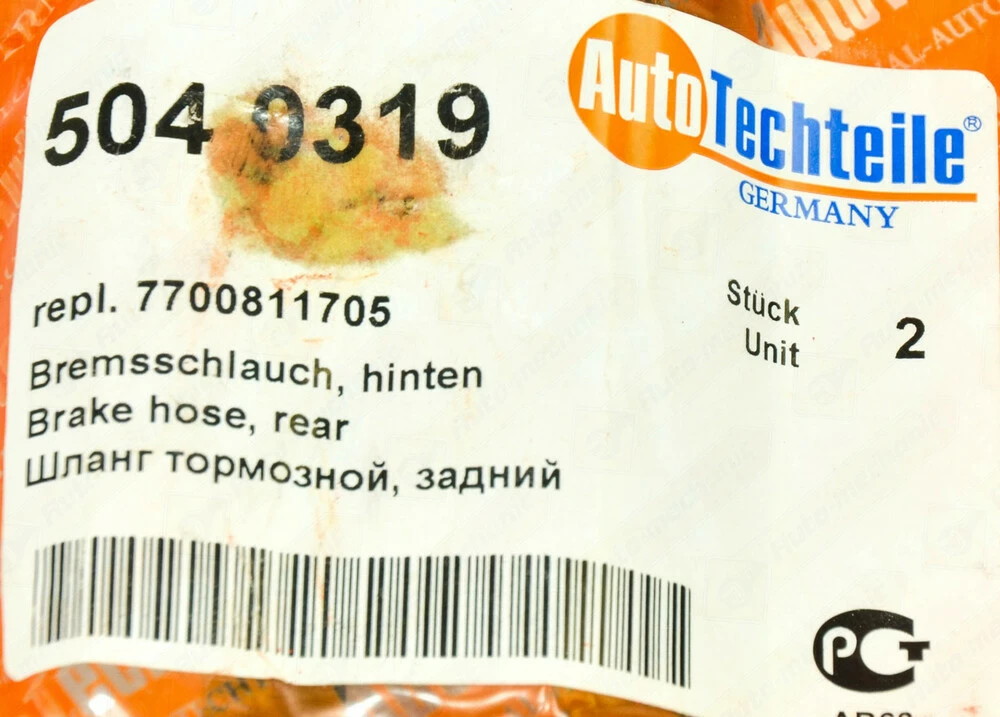 504 0319
AutoTechteile®
GERMANY
repl. 7700811705
Stück
Unit
2
Bremsschlauch, hinten
Brake hose, rear
Шланг тормозной, задний